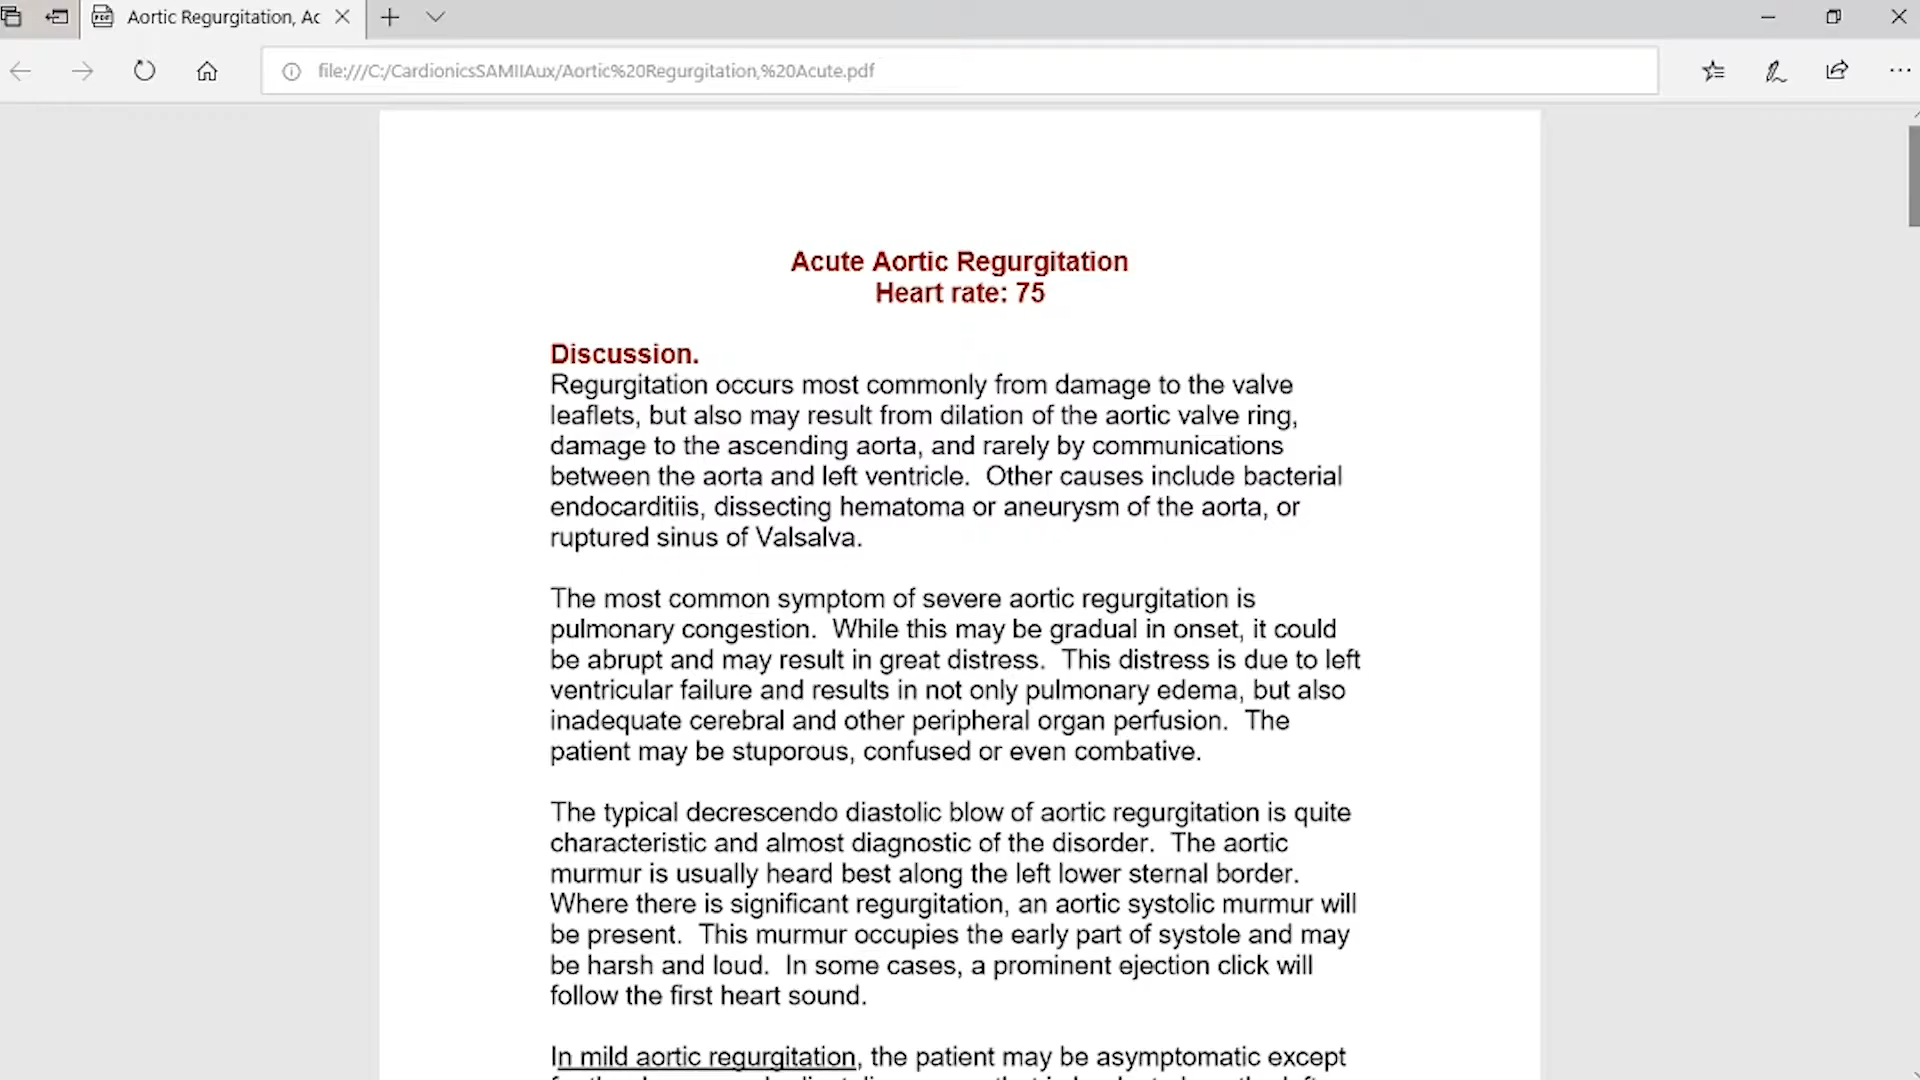 Aortic Regurgitation, Ac
file:///C:/CardionicsSAMIIAux/Aortic%20Regurgitation,%20Acute.pdf
Acute Aortic Regurgitation
Heart rate: 75
Discussion.
Regurgitation occurs most commonly from damage to the valve
leaflets, but also may result from dilation of the aortic valve ring,
damage to the ascending aorta, and rarely by communications
between the aorta and left ventricle.  Other causes include bacterial
endocarditiis, dissecting hematoma or aneurysm of the aorta, or
ruptured sinus of Valsalva.
The most common symptom of severe aortic regurgitation is
pulmonary congestion.  While this may be gradual in onset, it could
be abrupt and may result in great distress.  This distress is due to left
ventricular failure and results in not only pulmonary edema, but also
inadequate cerebral and other peripheral organ perfusion.  The
patient may be stuporous, confused or even combative.
The typical decrescendo diastolic blow of aortic regurgitation is quite
characteristic and almost diagnostic of the disorder.  The aortic
murmur is usually heard best along the left lower sternal border.
Where there is significant regurgitation, an aortic systolic murmur will
be present.  This murmur occupies the early part of systole and may
be harsh and loud.  In some cases, a prominent ejection click will
follow the first heart sound.
In mild aortic regurgitation, the patient may be asymptomatic except